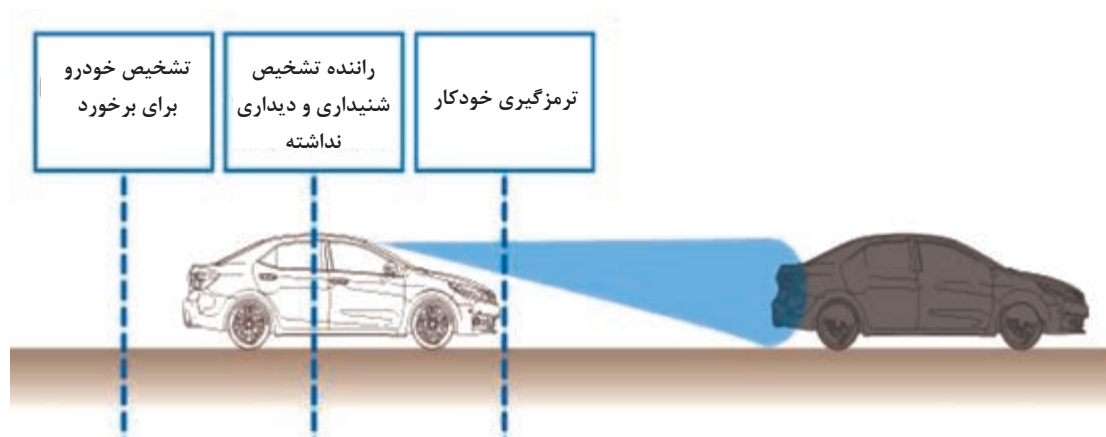 تشخیص خودرو
برای برخورد
راننده تشخیص
شنیداری و دیداری
نداشته
ترمزگیری خودکار